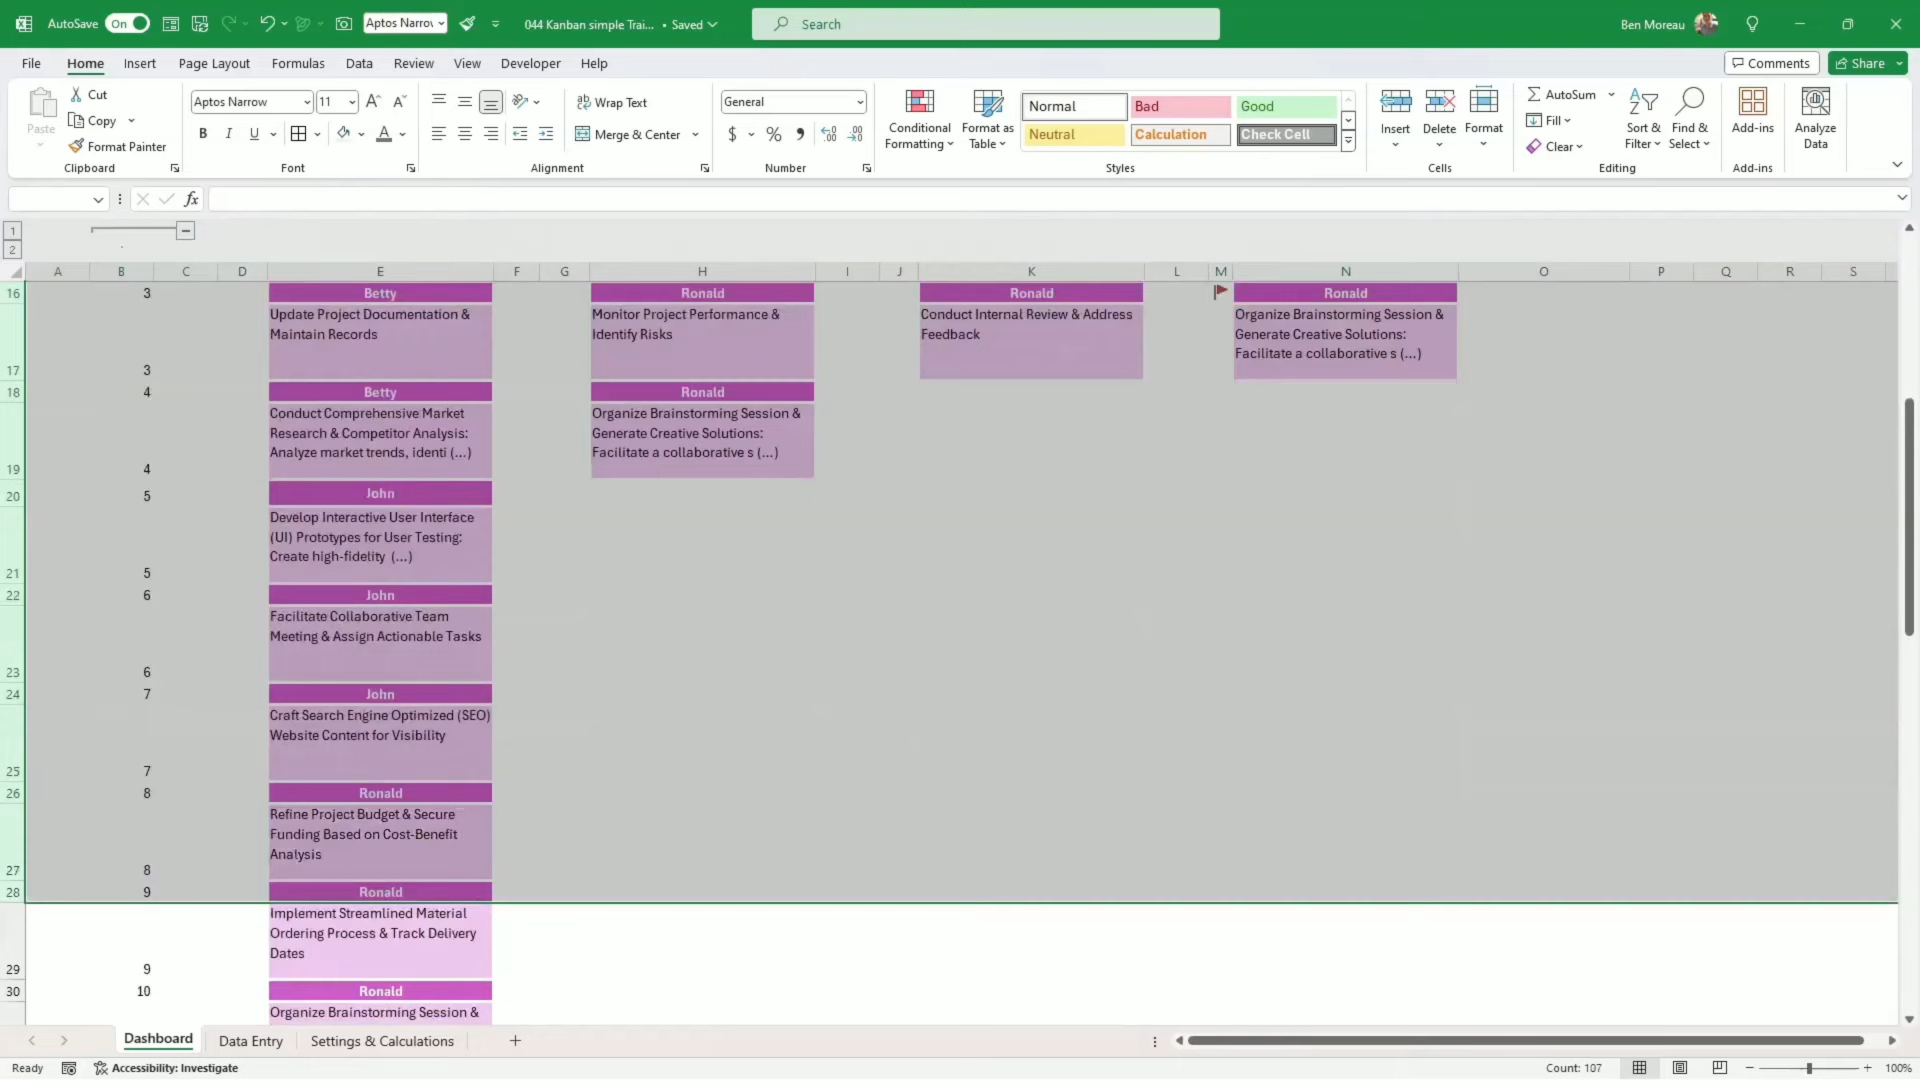 AutoSave On Aptos Narrov 044 Kanban simple Trai... • Saved Search Ben Moreau
File Home Insert Page Layout Formulas Data Review View Developer Help Comments Share
Paste Cut Copy Format Painter Clipboard
Aptos Narrow 11 A A B I U A Font
ab Wrap Text Merge & Center Alignment
General $ % , Number
Conditional Formatting Format as Table
Normal Bad Good
Neutral Calculation Check Cell
Styles
Insert Delete Format Cells
AutoSum Fill Clear Sort & Filter Find & Select Editing
Add-ins Add-ins
Analyze Data
fx
1
2
A B C D E F G H I J K L M N O P Q R S
16 3 Betty Ronald Ronald Ronald
Update Project Documentation & Monitor Project Performance & Conduct Internal Review & Address Organize Brainstorming Session &
Maintain Records Identify Risks Feedback Generate Creative Solutions:
Facilitate a collaborative s (...)
17 3
18 4 Betty Ronald
Conduct Comprehensive Market Organize Brainstorming Session &
Research & Competitor Analysis: Generate Creative Solutions:
Analyze market trends, identi (...) Facilitate a collaborative s (...)
19 4
20 5 John
Develop Interactive User Interface
(UI) Prototypes for User Testing:
Create high-fidelity (...)
21 5
22 6 John
Facilitate Collaborative Team
Meeting & Assign Actionable Tasks
23 6
24 7 John
Craft Search Engine Optimized (SEO)
Website Content for Visibility
25 7
26 8 Ronald
Refine Project Budget & Secure
Funding Based on Cost-Benefit
Analysis
27 8
28 9 Ronald
Implement Streamlined Material
Ordering Process & Track Delivery
Dates
29 9
30 10 Ronald
Organize Brainstorming Session &
Dashboard Data Entry Settings & Calculations +
Ready Accessibility: Investigate Count: 107 100%